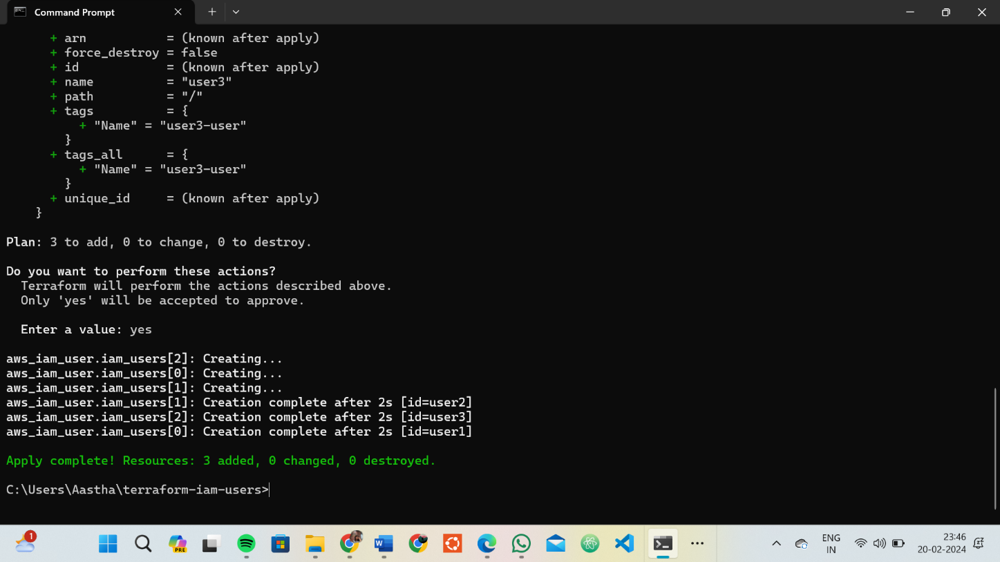 Command Prompt
+ arn = (known after apply)
+ force_destroy = false
+ id = (known after apply)
+ name = "user3"
+ path = "/"
+ tags = {
+ "Name" = "user3-user"
}
+ tags_all = {
+ "Name" = "user3-user"
}
+ unique_id = (known after apply)
}
Plan: 3 to add, 0 to change, 0 to destroy.
Do you want to perform these actions?
Terraform will perform the actions described above.
Only 'yes' will be accepted to approve.
Enter a value: yes
aws_iam_user.iam_users[2]: Creating...
aws_iam_user.iam_users[0]: Creating...
aws_iam_user.iam_users[1]: Creating...
aws_iam_user.iam_users[1]: Creation complete after 2s [id=user2]
aws_iam_user.iam_users[2]: Creation complete after 2s [id=user3]
aws_iam_user.iam_users[0]: Creation complete after 2s [id=user1]
Apply complete! Resources: 3 added, 0 changed, 0 destroyed.
C:\Users\Aastha\terraform-iam-users>
1
PRE
W
ENG
IN
23:46
20-02-2024